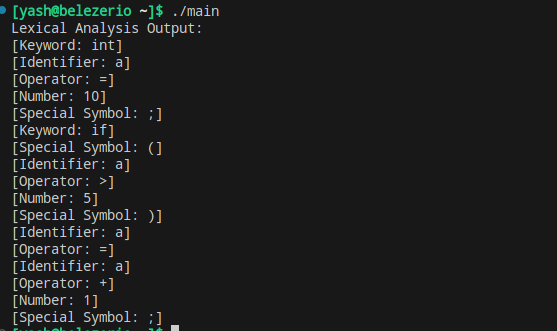 [yash@belezerio ~]$ ./main
Lexical Analysis Output:
[Keyword: int]
[Identifier: a]
[Operator: =]
[Number: 10]
[Special Symbol: ;]
[Keyword: if]
[Special Symbol: (]
[Identifier: a]
[Operator: >]
[Number: 5]
[Special Symbol: )]
[Identifier: a]
[Operator: =]
[Identifier: a]
[Operator: +]
[Number: 1]
[Special Symbol: ;]
[yash@belezerio ~]$